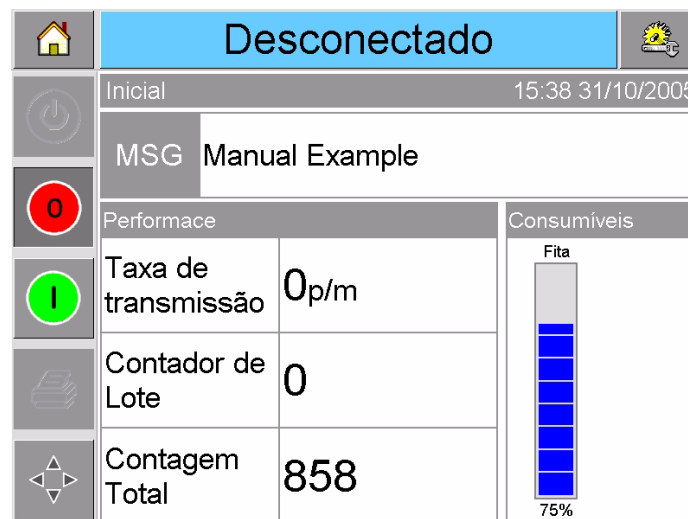 Desconectado
Inicial 15:38 31/10/2005
MSG Manual Example
0
Performace
Consumíveis
Taxa de
transmissão
0p/m
Fita
I
Contador de
Lote
0
Contagem
Total
858
75%